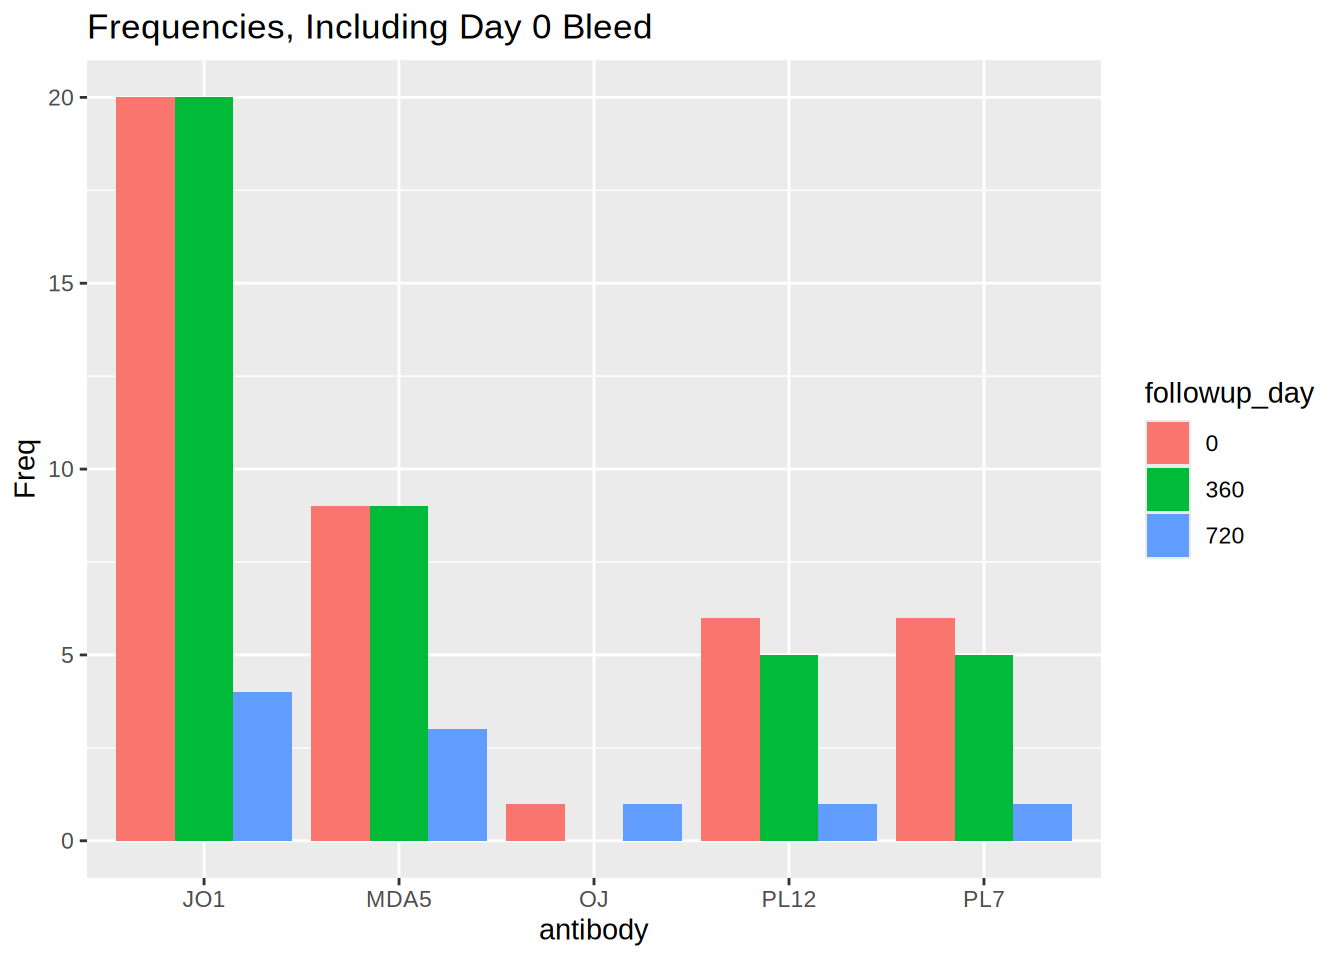 Frequencies, Including Day 0 Bleed
20
15
10
5
0
Freq
JO1 MDA5 OJ PL12 PL7
antibody
followup_day
0
360
720